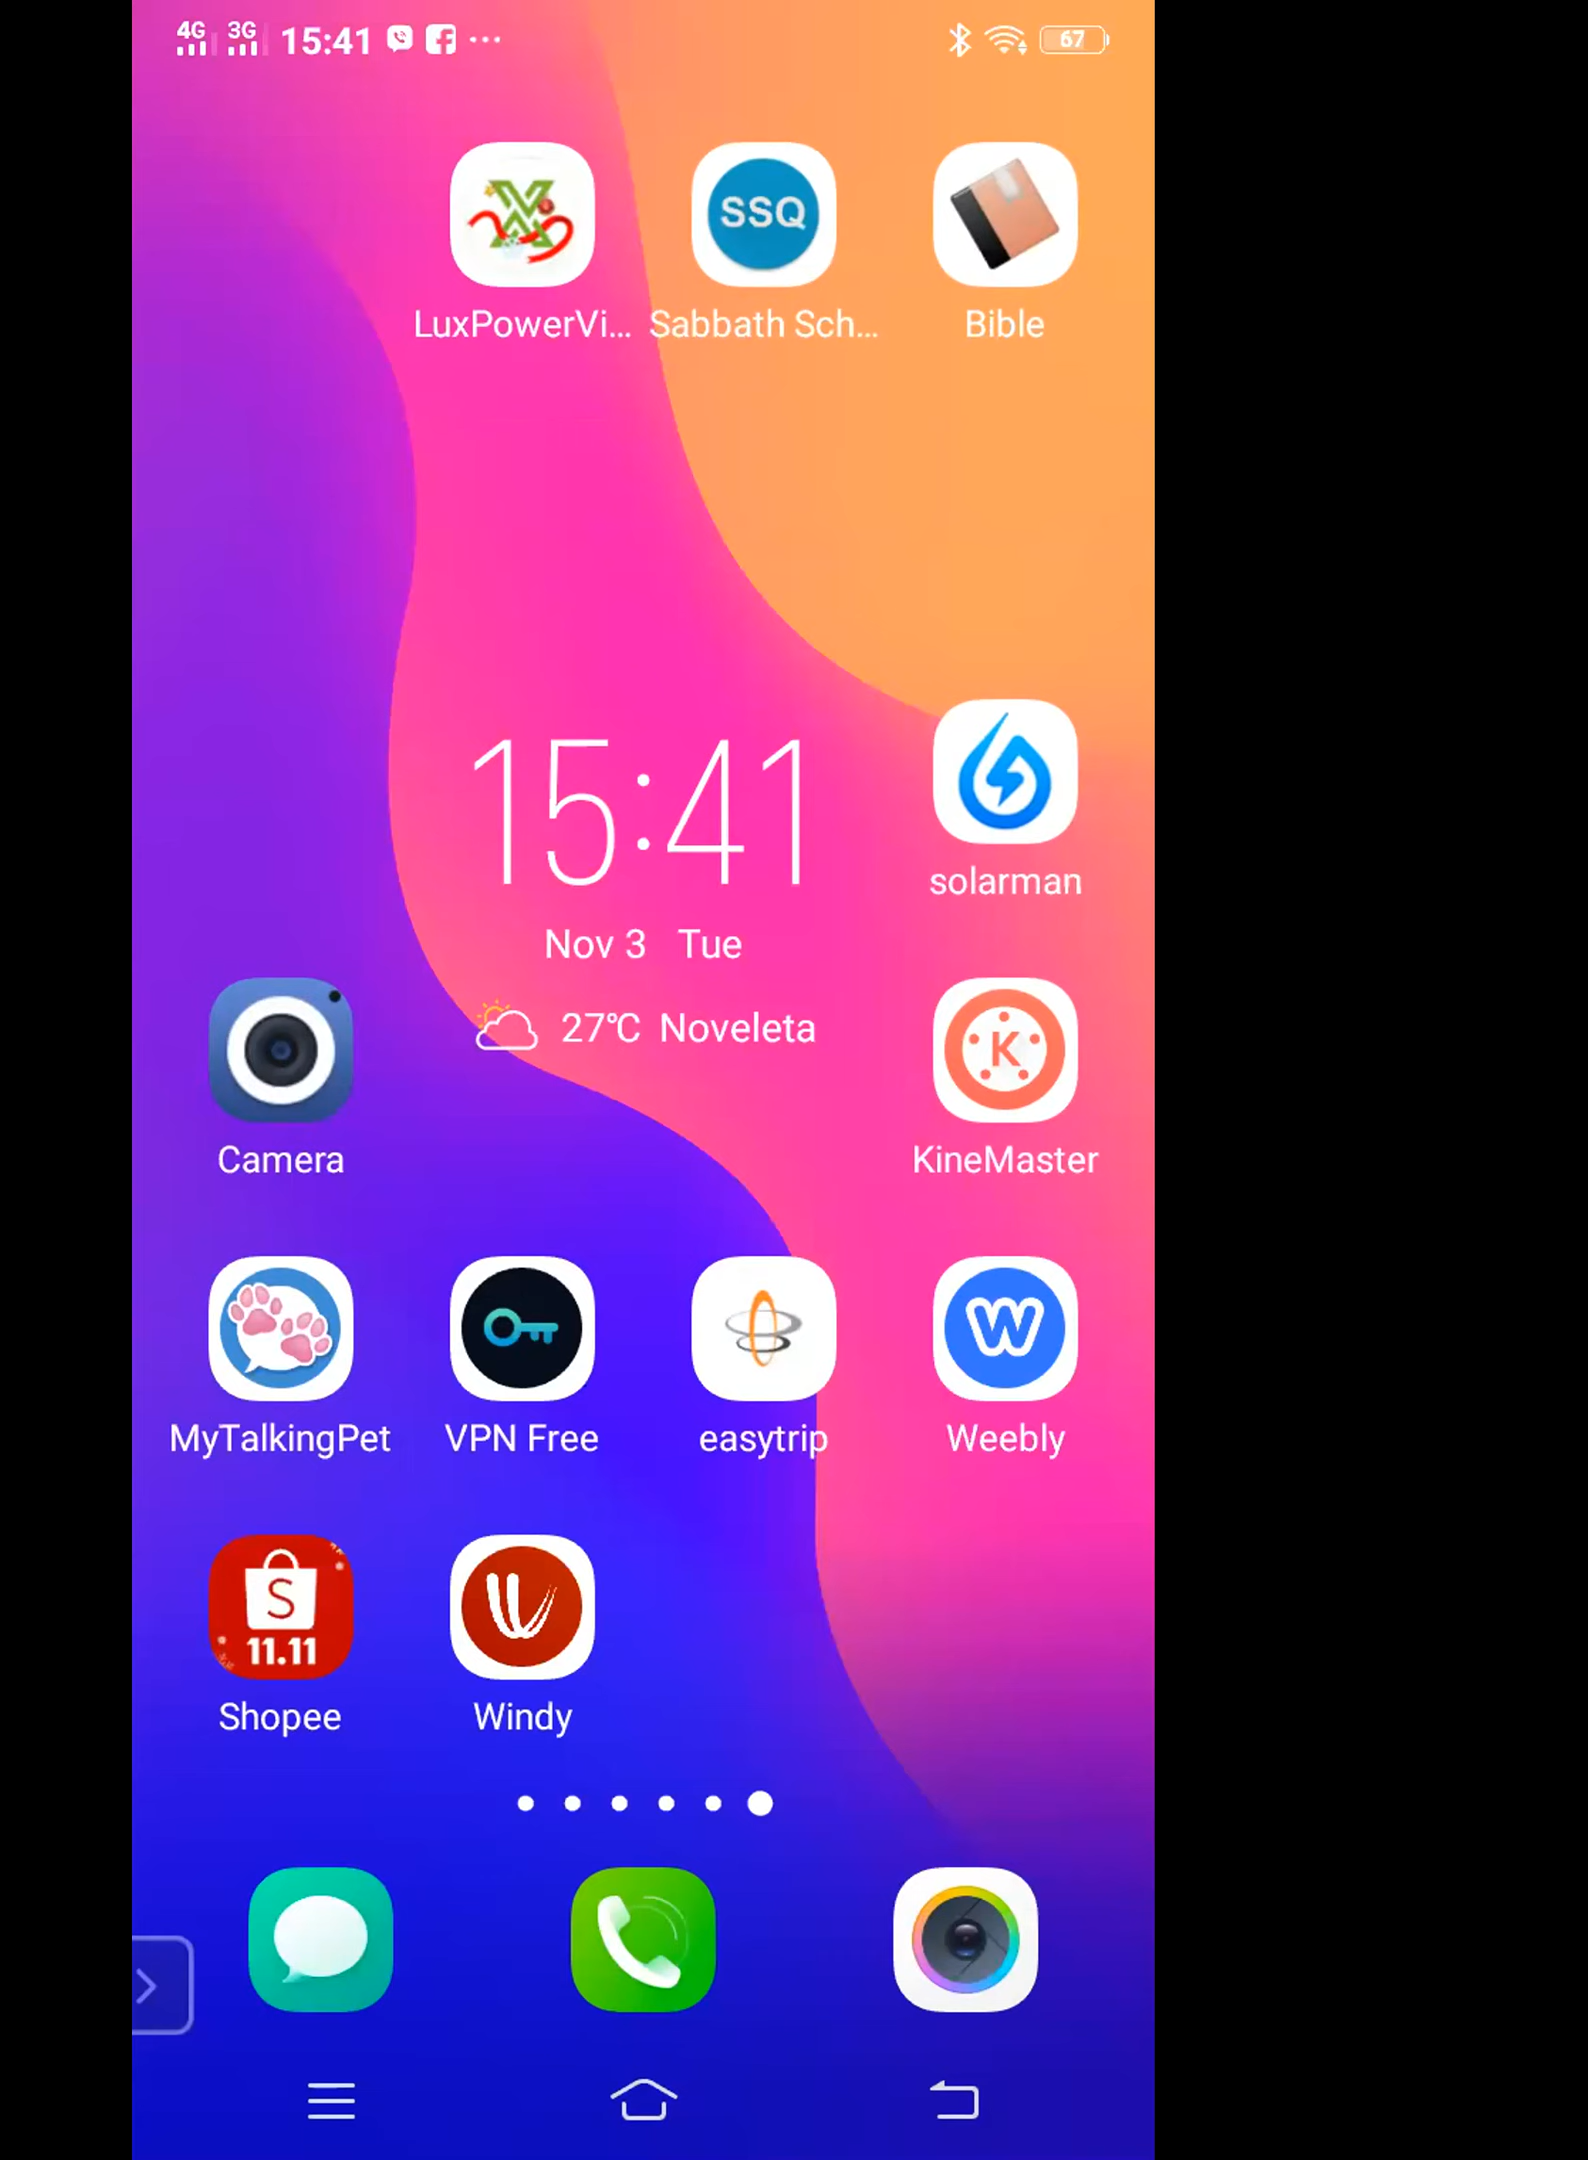 4G 3G 15:41 67
SSQ
LuxPowerVi... Sabbath Sch... Bible
15:41
solarman
Nov 3 Tue
27°C Noveleta
K
Camera KineMaster
W
MyTalkingPet VPN Free easytrip Weebly
S
11.11
Shopee Windy